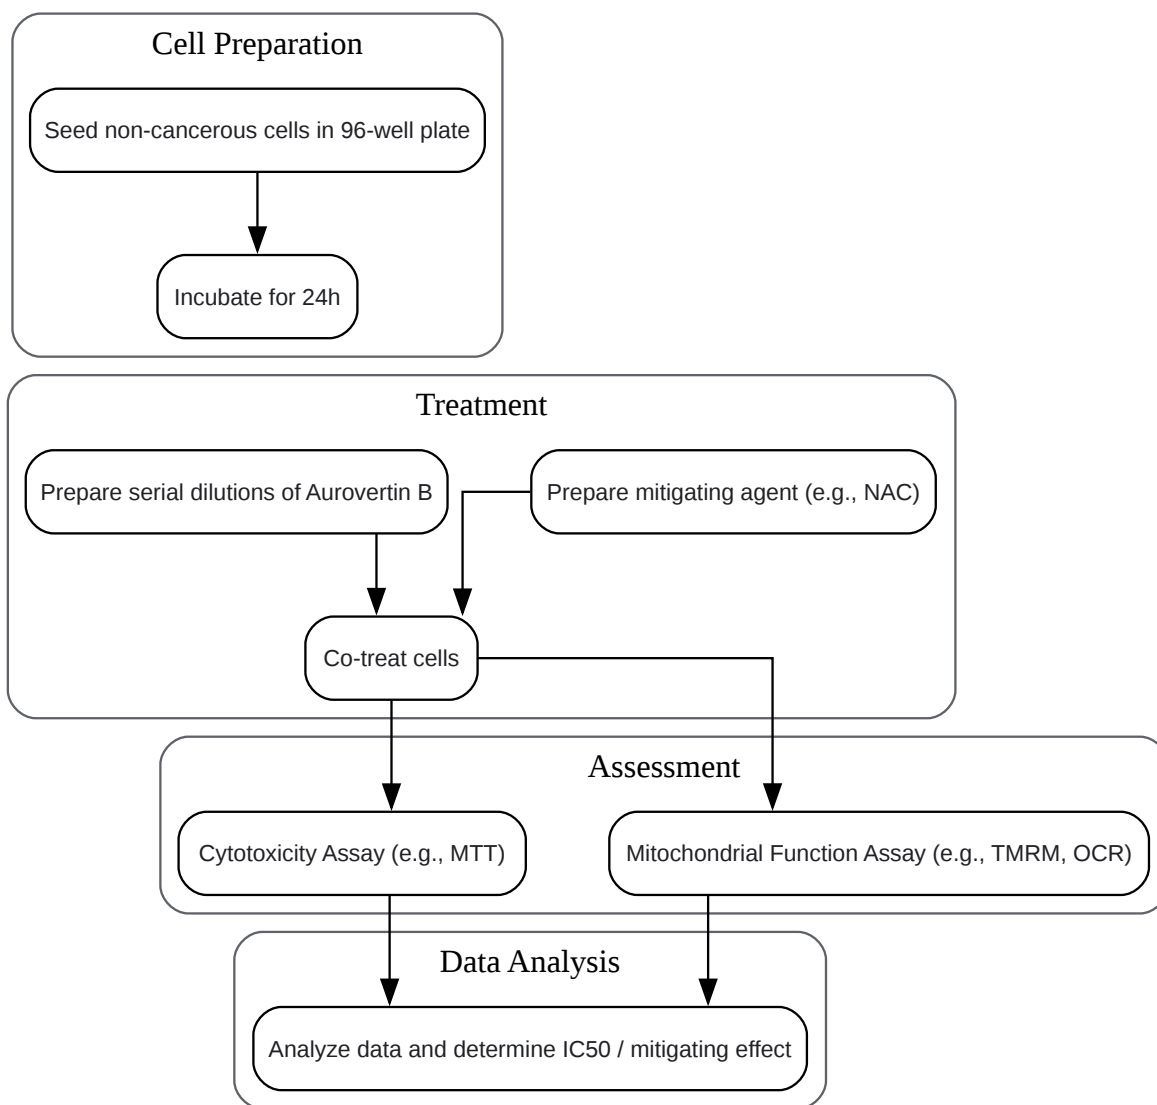 Cell Preparation
Seed non-cancerous cells in 96-well plate
Incubate for 24h
Treatment
Prepare serial dilutions of Aurovertin B
Prepare mitigating agent (e.g., NAC)
Co-treat cells
Assessment
Cytotoxicity Assay (e.g., MTT)
Mitochondrial Function Assay (e.g., TMRM, OCR)
Data Analysis
Analyze data and determine IC50 / mitigating effect